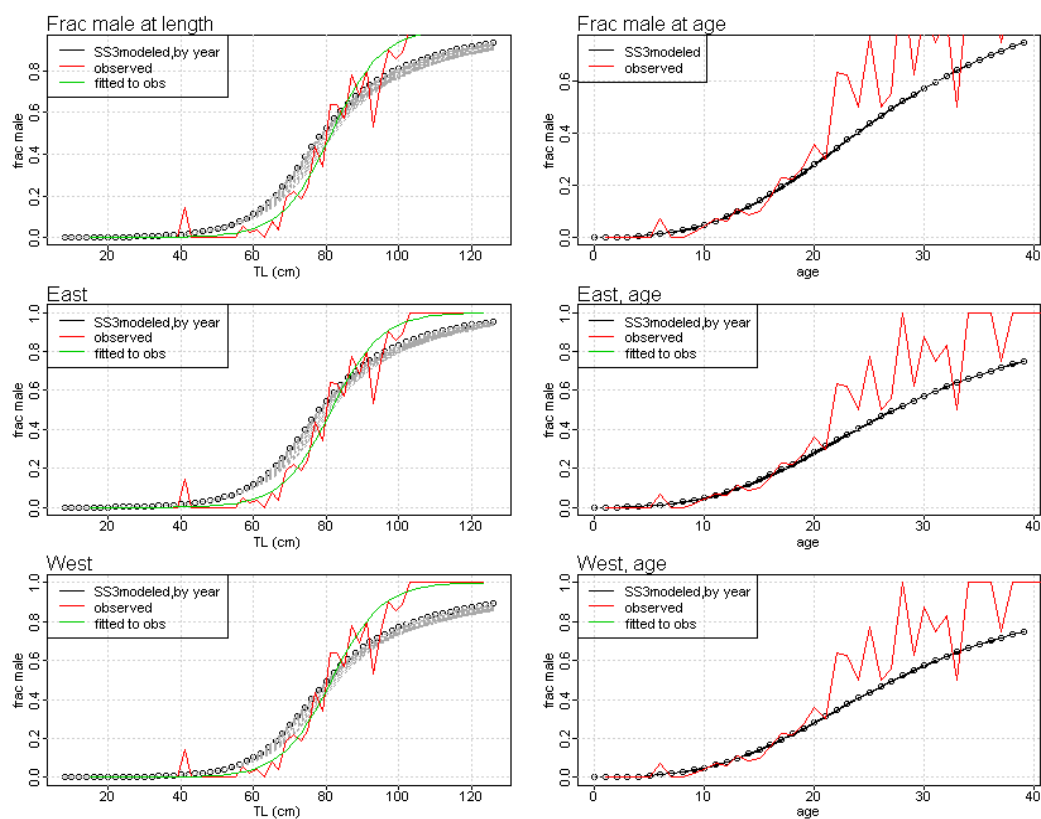 Frac male at length
SS3modeled,by year
observed
fitted to obs
frac male
0.0
0.2
0.4
0.6
0.8
20
40
60
80
100
120
TL (cm)
Frac male at age
SS3modeled
observed
frac male
0.0
0.2
0.4
0.6
0
10
20
30
40
age
East
SS3modeled,by year
observed
fitted to obs
frac male
0.0
0.2
0.4
0.6
0.8
1.0
20
40
60
80
100
120
TL (cm)
East, age
SS3modeled,by year
observed
fitted to obs
frac male
0.0
0.2
0.4
0.6
0.8
1.0
0
10
20
30
40
age
West
SS3modeled,by year
observed
fitted to obs
frac male
0.0
0.2
0.4
0.6
0.8
1.0
20
40
60
80
100
120
TL (cm)
West, age
SS3modeled,by year
observed
fitted to obs
frac male
0.0
0.2
0.4
0.6
0.8
1.0
0
10
20
30
40
age